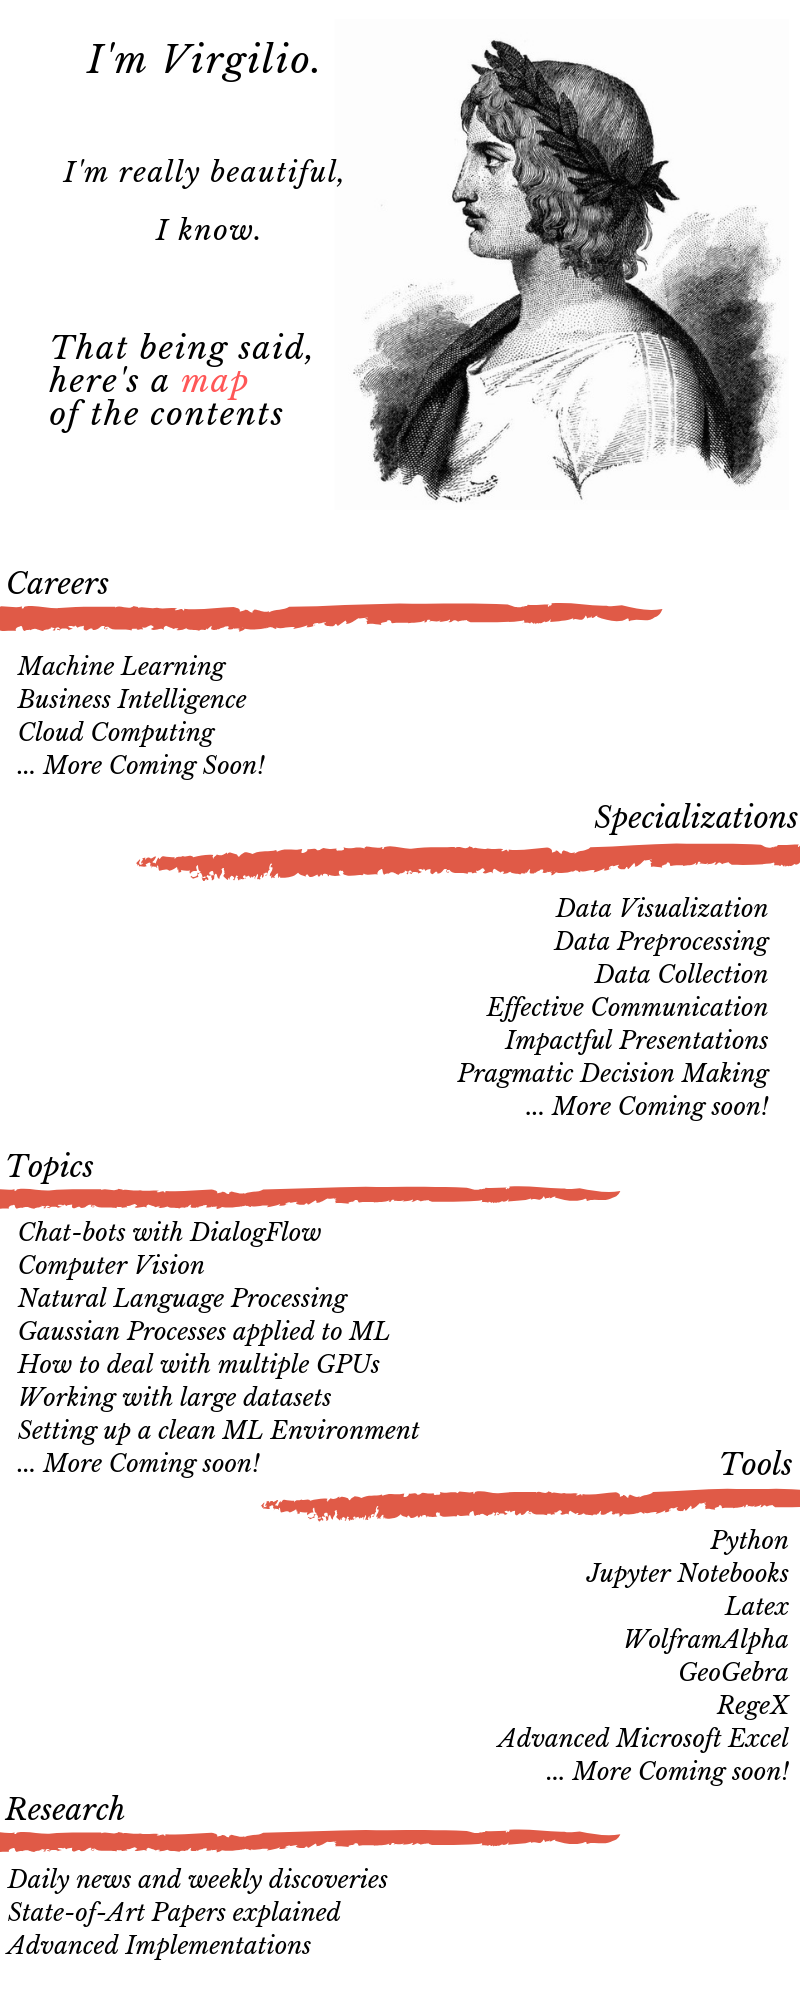 I'm Virgilio.
I'm really beautiful,
I know.
That being said,
here's a map
of the contents
Careers
Machine Learning
Business Intelligence
Cloud Computing
... More Coming Soon!
Specializations
Data Visualization
Data Preprocessing
Data Collection
Effective Communication
Impactful Presentations
Pragmatic Decision Making
... More Coming soon!
Topics
Chat-bots with DialogFlow
Computer Vision
Natural Language Processing
Gaussian Processes applied to ML
How to deal with multiple GPUs
Working with large datasets
Setting up a clean ML Environment
... More Coming soon!
Tools
Python
Jupyter Notebooks
Latex
WolframAlpha
GeoGebra
RegeX
Advanced Microsoft Excel
... More Coming soon!
Research
Daily news and weekly discoveries
State-of-Art Papers explained
Advanced Implementations